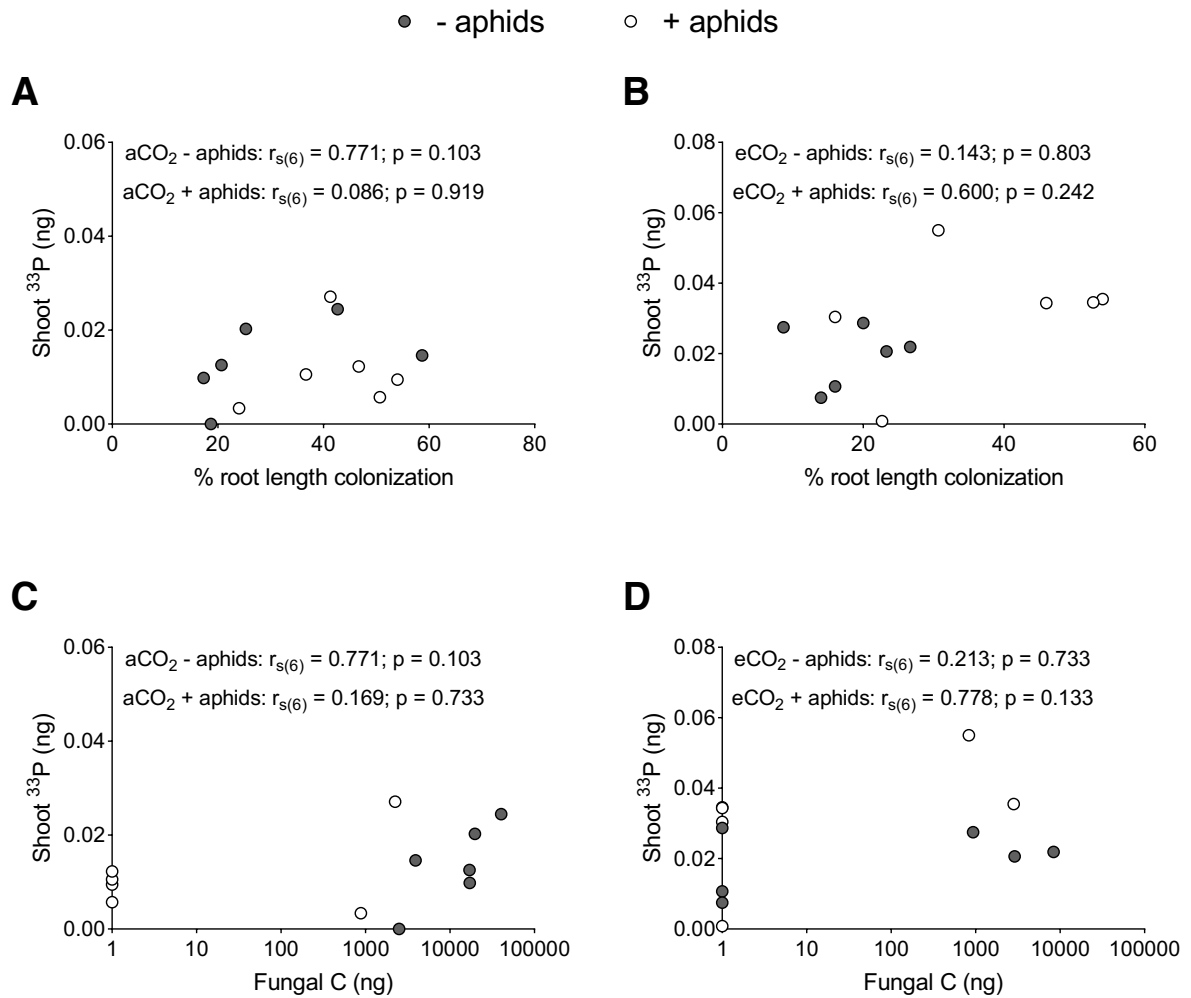 - aphids + aphids
A
aCO2 - aphids: rs(6) = 0.771; p = 0.103
aCO2 + aphids: rs(6) = 0.086; p = 0.919
Shoot 33P (ng)
0.06
0.04
0.02
0.00
0 20 40 60 80
% root length colonization
B
eCO2 - aphids: rs(6) = 0.143; p = 0.803
eCO2 + aphids: rs(6) = 0.600; p = 0.242
Shoot 33P (ng)
0.08
0.06
0.04
0.02
0.00
0 20 40 60
% root length colonization
C
aCO2 - aphids: rs(6) = 0.771; p = 0.103
aCO2 + aphids: rs(6) = 0.169; p = 0.733
Shoot 33P (ng)
0.06
0.04
0.02
0.00
1 10 100 1000 10000 100000
Fungal C (ng)
D
eCO2 - aphids: rs(6) = 0.213; p = 0.733
eCO2 + aphids: rs(6) = 0.778; p = 0.133
Shoot 33P (ng)
0.08
0.06
0.04
0.02
0.00
1 10 100 1000 10000 100000
Fungal C (ng)